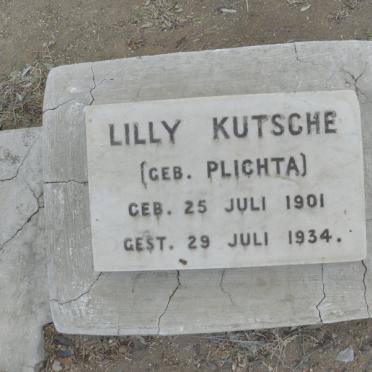 LILLY KUTSCHE
(GEB. PLICHTA)
GEB. 25 JULI 1901
GEST. 29 JULI 1934.